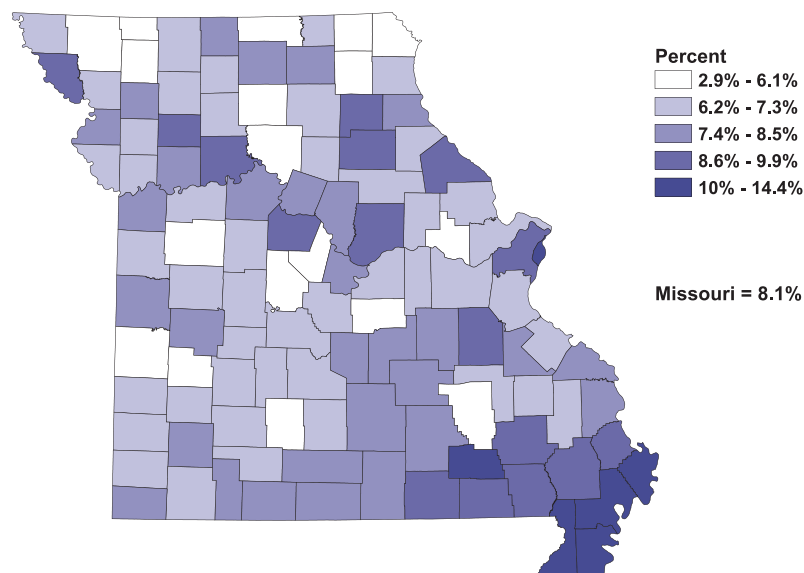 Percent
2.9% - 6.1%
6.2% - 7.3%
7.4% - 8.5%
8.6% - 9.9%
10% - 14.4%
Missouri = 8.1%